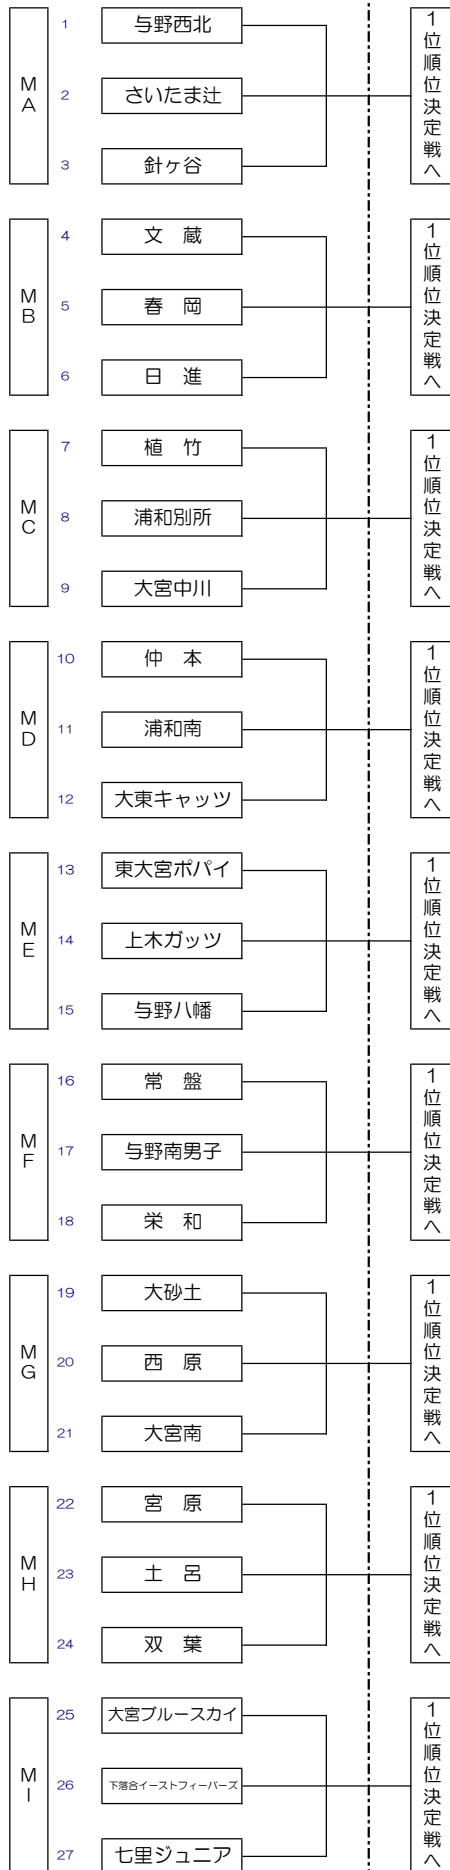 MA
1 与野西北
2 さいたま辻
3 針ヶ谷
1位順位決定戦へ
MB
4 文 蔵
5 春 岡
6 日 進
1位順位決定戦へ
MC
7 植 竹
8 浦和別所
9 大宮中川
1位順位決定戦へ
MD
10 仲 本
11 浦和南
12 大東キャッツ
1位順位決定戦へ
ME
13 東大宮ポパイ
14 上木ガッツ
15 与野八幡
1位順位決定戦へ
MF
16 常 盤
17 与野南男子
18 栄 和
1位順位決定戦へ
MG
19 大砂土
20 西 原
21 大宮南
1位順位決定戦へ
MH
22 宮 原
23 土 呂
24 双 葉
1位順位決定戦へ
MI
25 大宮ブルースカイ
26 下落合イーストフィーバーズ
27 七里ジュニア
1位順位決定戦へ